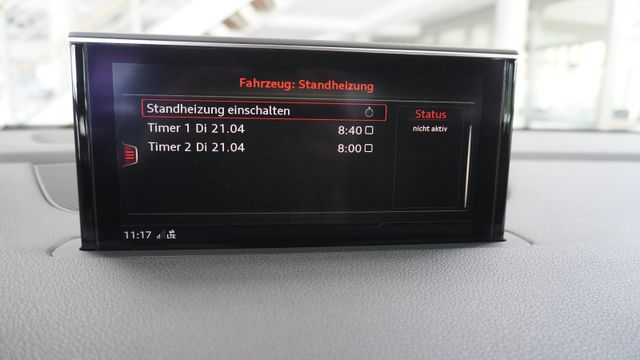 Fahrzeug: Standheizung
Standheizung einschalten
Timer 1 Di 21.04 8:40
Timer 2 Di 21.04 8:00
Status
nicht aktiv
11:17 LTE